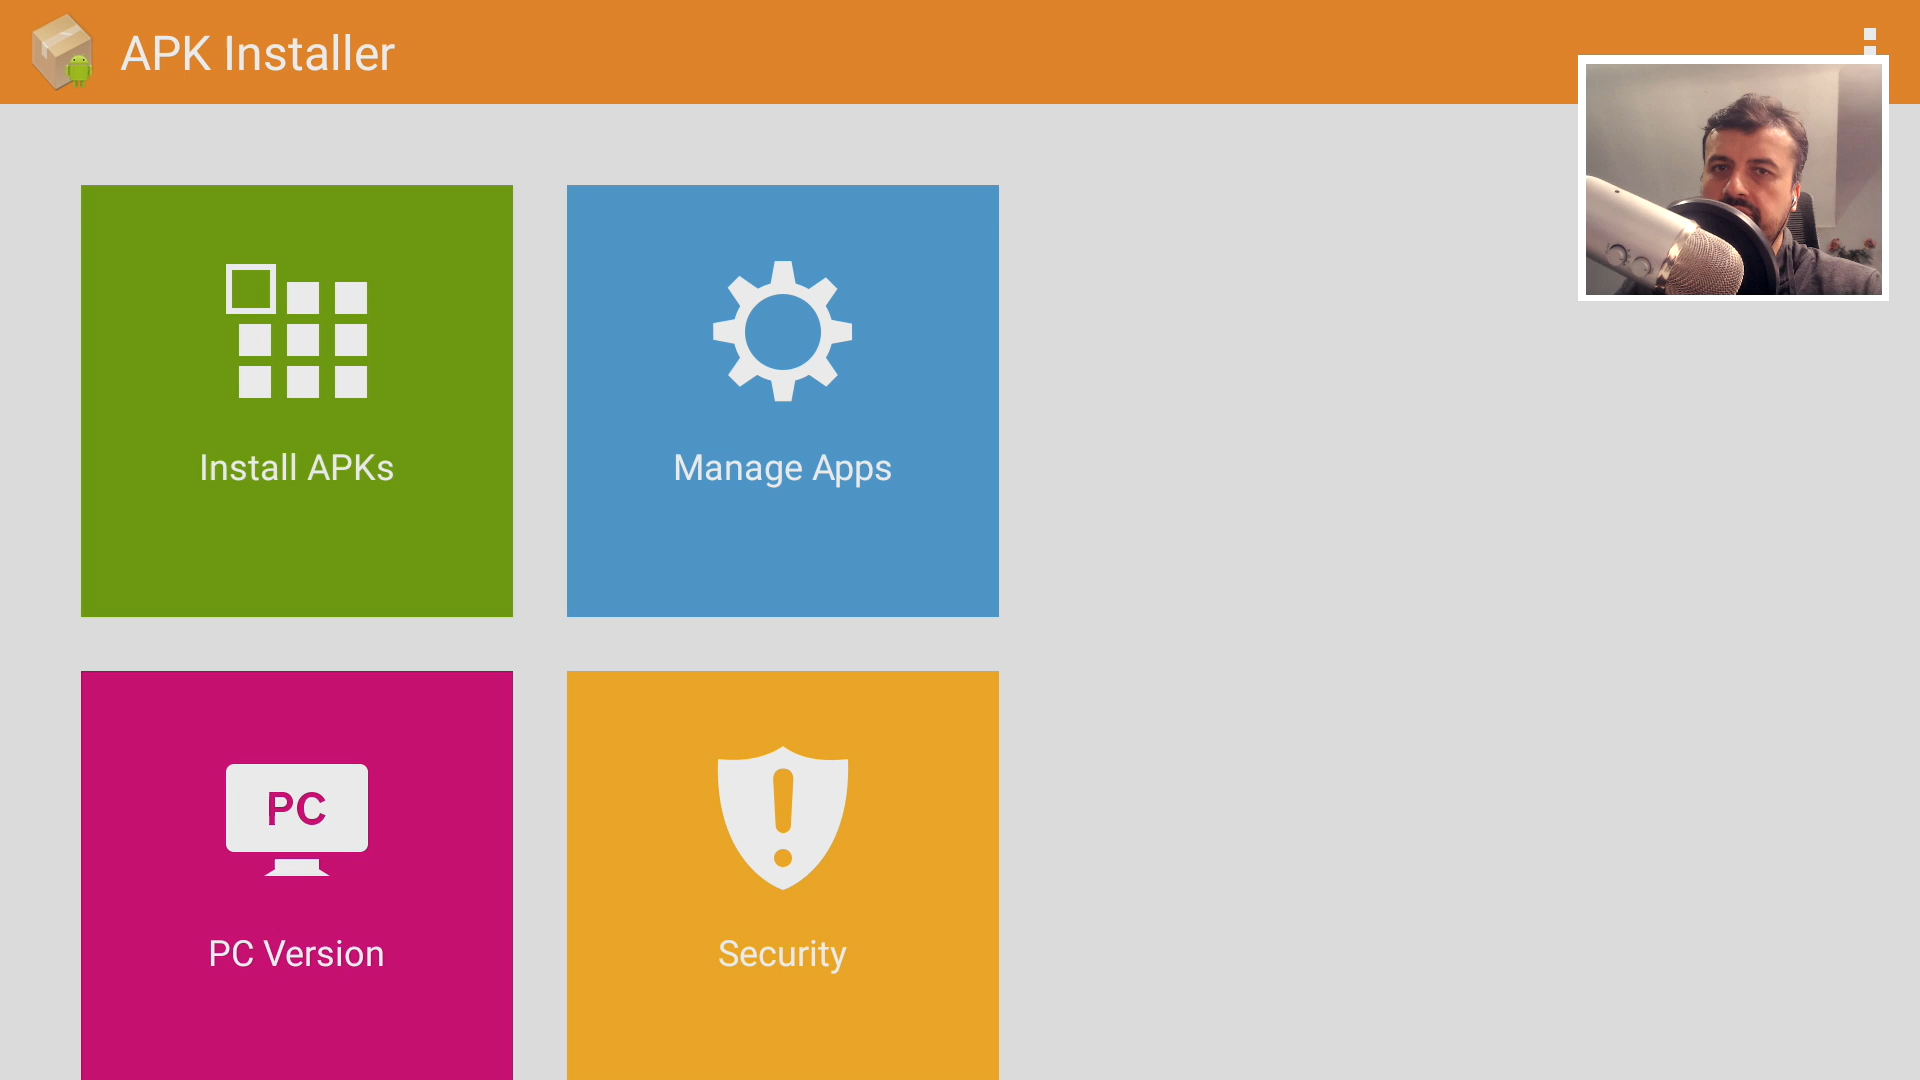 APK Installer
Install APKs
Manage Apps
PC
PC Version
Security